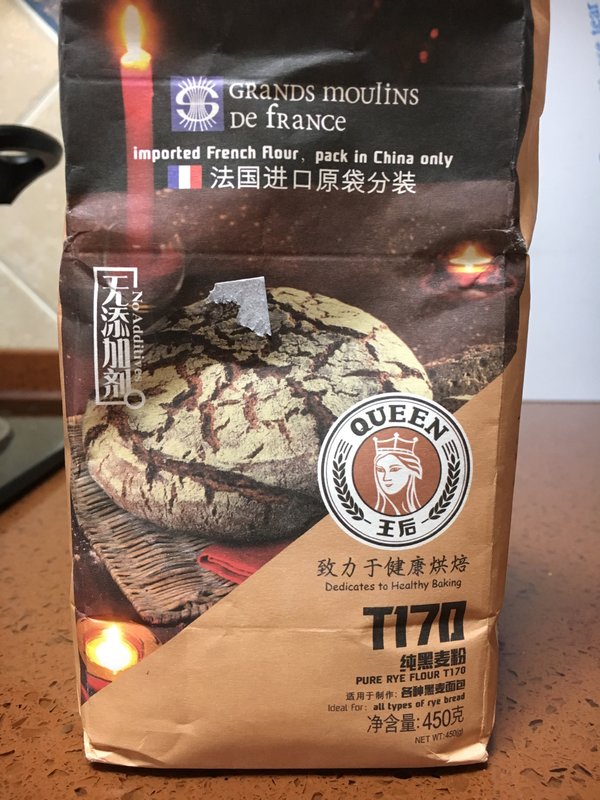 GRANDS MOULINS
DE FRANCE
imported French flour, pack in China only
法国进口原袋分装
无添加剂
No Additives
QUEEN
王后
致力于健康烘焙
Dedicates to Healthy Baking
T170
纯黑麦粉
PURE RYE FLOUR T170
适用于制作: 各种黑麦面包
Ideal for: all types of rye bread
净含量: 450克
NET WT: 450(g)